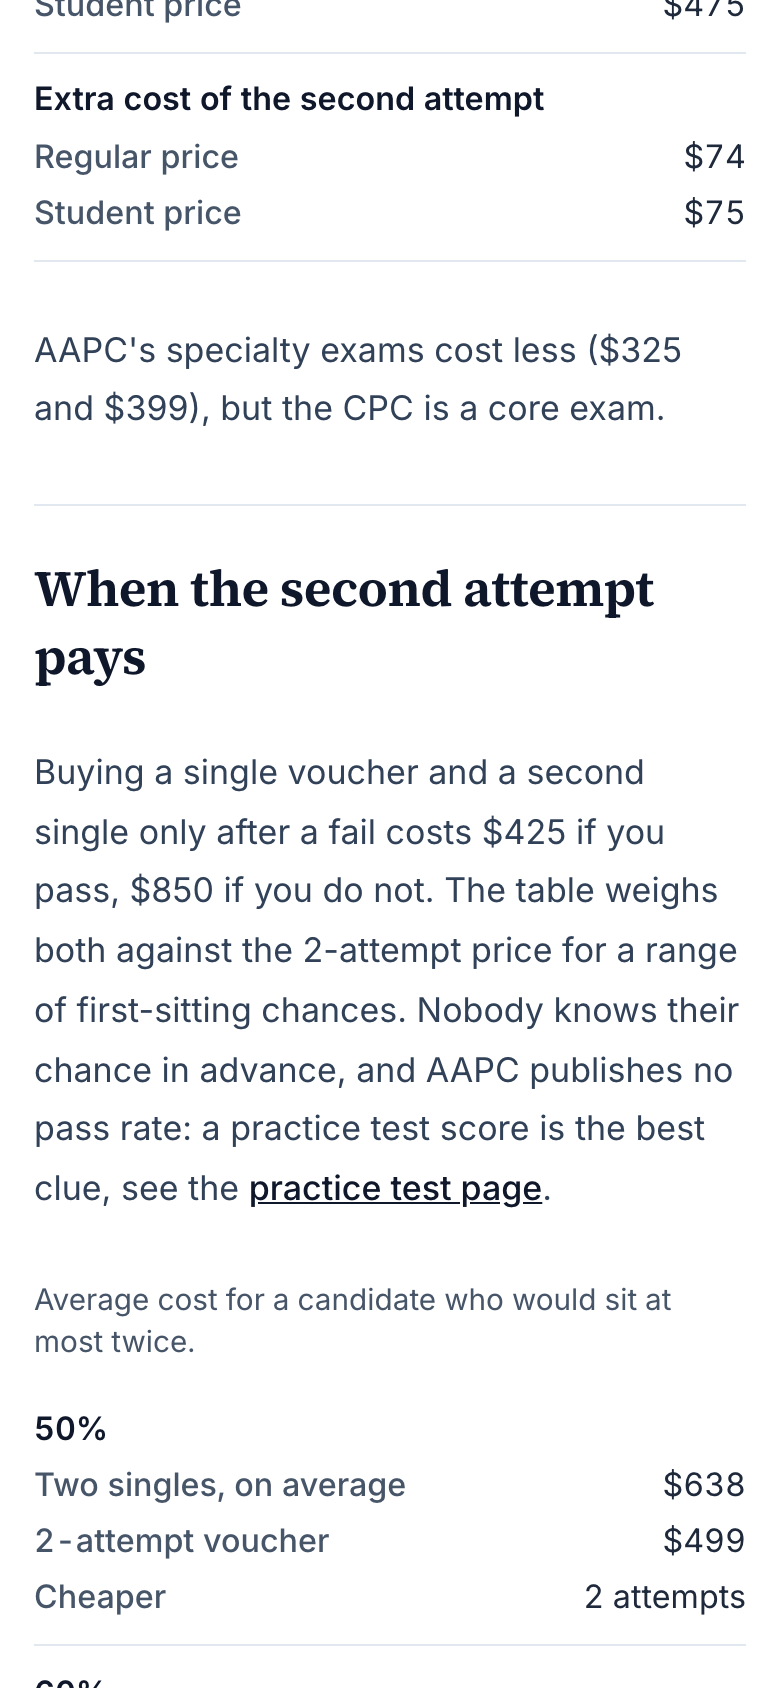 Student price $475
Extra cost of the second attempt
Regular price $74
Student price $75
AAPC's specialty exams cost less ($325
and $399), but the CPC is a core exam.
When the second attempt
pays
Buying a single voucher and a second
single only after a fail costs $425 if you
pass, $850 if you do not. The table weighs
both against the 2-attempt price for a range
of first-sitting chances. Nobody knows their
chance in advance, and AAPC publishes no
pass rate: a practice test score is the best
clue, see the practice test page.
Average cost for a candidate who would sit at
most twice.
50%
Two singles, on average $638
2-attempt voucher $499
Cheaper 2 attempts
60%